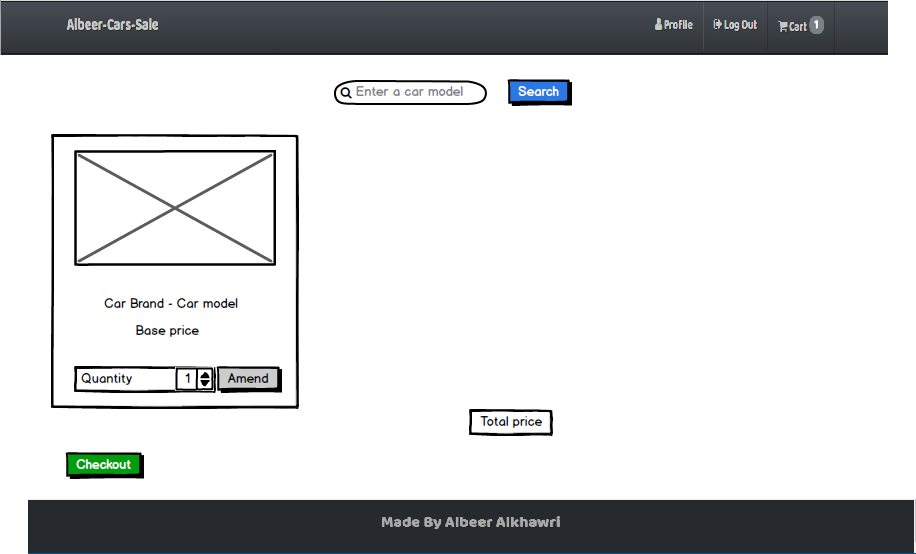 Albeer-Cars-Sale
Profile
Log Out
Cart 1
Enter a car model
Search
Car Brand - Car model
Base price
Quantity 1 Amend
Total price
Checkout
Made By Albeer Alkhawri